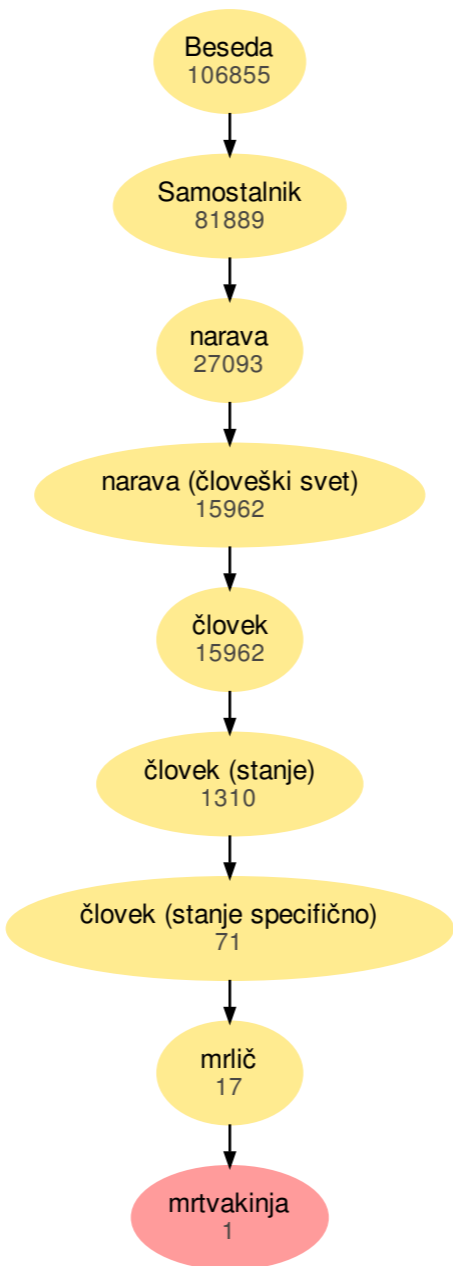 Beseda
106855
Samostalnik
81889
narava
27093
narava (človeški svet)
15962
človek
15962
človek (stanje)
1310
človek (stanje specifično)
71
mrlič
17
mrtvakinja
1